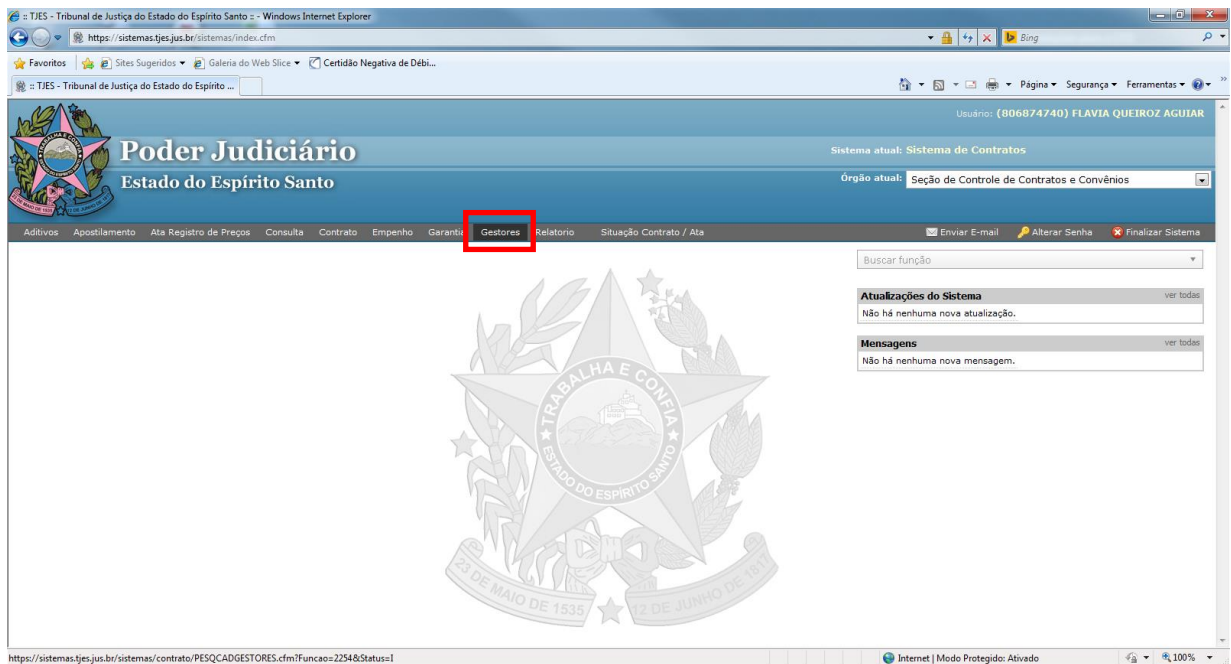 :: TJES - Tribunal de Justiça do Estado do Espírito Santo :: - Windows Internet Explorer
https://sistemas.tjes.jus.br/sistemas/index.cfm
Bing
Favoritos Sites Sugeridos Galeria do Web Slice Certidão Negativa de Débi...
:: TJES - Tribunal de Justiça do Estado do Espírito ... Página Segurança Ferramentas
Usuário: (806874740) FLAVIA QUEIROZ AGUIAR
Poder Judiciário
Sistema atual: Sistema de Contratos
Estado do Espírito Santo
Órgão atual: Seção de Controle de Contratos e Convênios
Aditivos Apostilamento Ata Registro de Preços Consulta Contrato Empenho Garantia Gestores Relatorio Situação Contrato / Ata Enviar E-mail Alterar Senha Finalizar Sistema
Buscar função
Atualizações do Sistema ver todas
Não há nenhuma nova atualização.
Mensagens ver todas
Não há nenhuma nova mensagem.
TRABALHA E CONFIA
ESTADO DO ESPÍRITO SANTO
23 DE MAIO DE 1535 12 DE JUNHO DE 1817
https://sistemas.tjes.jus.br/sistemas/contrato/PESQCADGESTORES.cfm?Funcao=2254&Status=I Internet | Modo Protegido: Ativado 100%